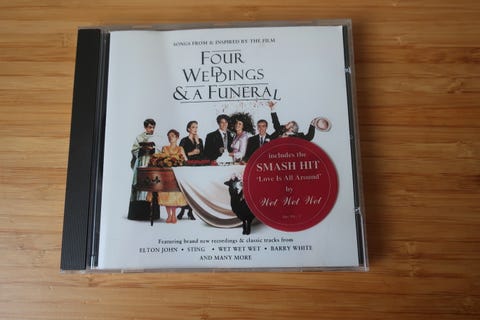 SONGS FROM & INSPIRED BY THE FILM
FOUR
WEDDINGS
& A FUNERAL
includes the
SMASH HIT
'Love Is All Around'
by
Wet Wet Wet
Featuring brand new recordings & classic tracks from
ELTON JOHN • STING • WET WET WET • BARRY WHITE
AND MANY MORE